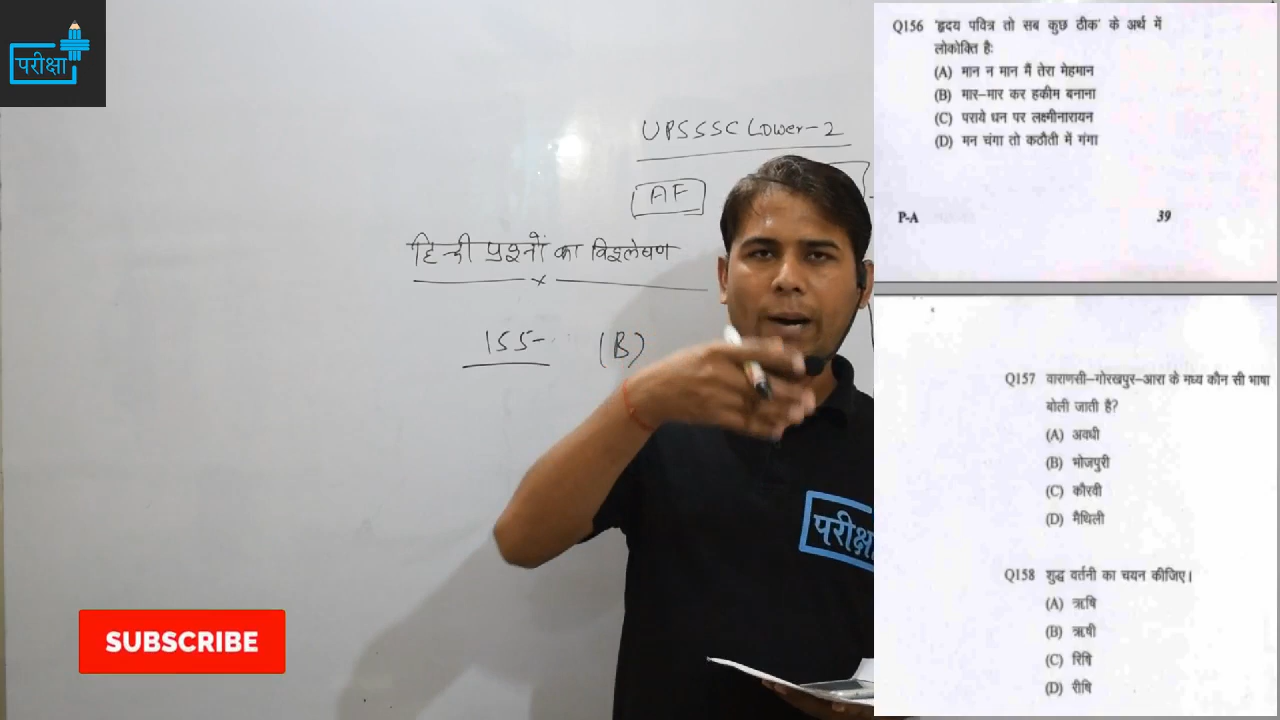 परीक्षा
UPSSSC Lower-2
AF
हिन्दी प्रश्नों का विश्लेषण
x
155- (B)
परीक्षा
SUBSCRIBE
Q156 'हृदय पवित्र तो सब कुछ ठीक' के अर्थ में
लोकोक्ति हैः
(A) मान न मान मैं तेरा मेहमान
(B) मार–मार कर हकीम बनाना
(C) पराये धन पर लक्ष्मीनारायन
(D) मन चंगा तो कठौती में गंगा
P-A 39
Q157 वाराणसी–गोरखपुर–आरा के मध्य कौन सी भाषा
बोली जाती है?
(A) अवधी
(B) भोजपुरी
(C) कौरवी
(D) मैथिली
Q158 शुद्ध वर्तनी का चयन कीजिए।
(A) ऋषि
(B) ऋषी
(C) रिषि
(D) रीषि